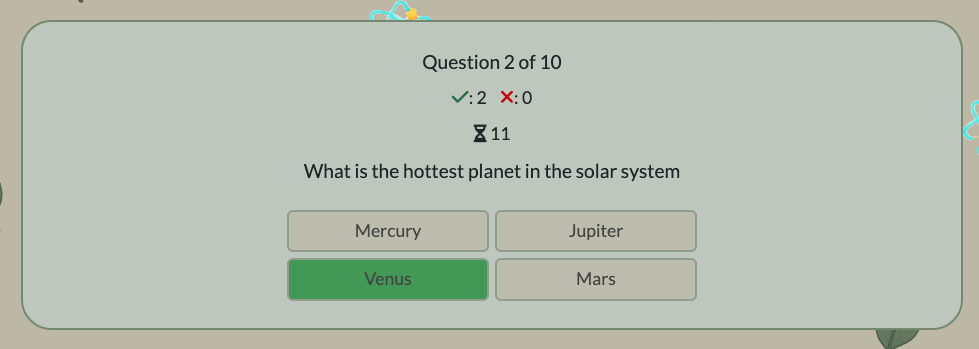 Question 2 of 10
✓: 2 ✕: 0
11
What is the hottest planet in the solar system
Mercury Jupiter
Venus Mars